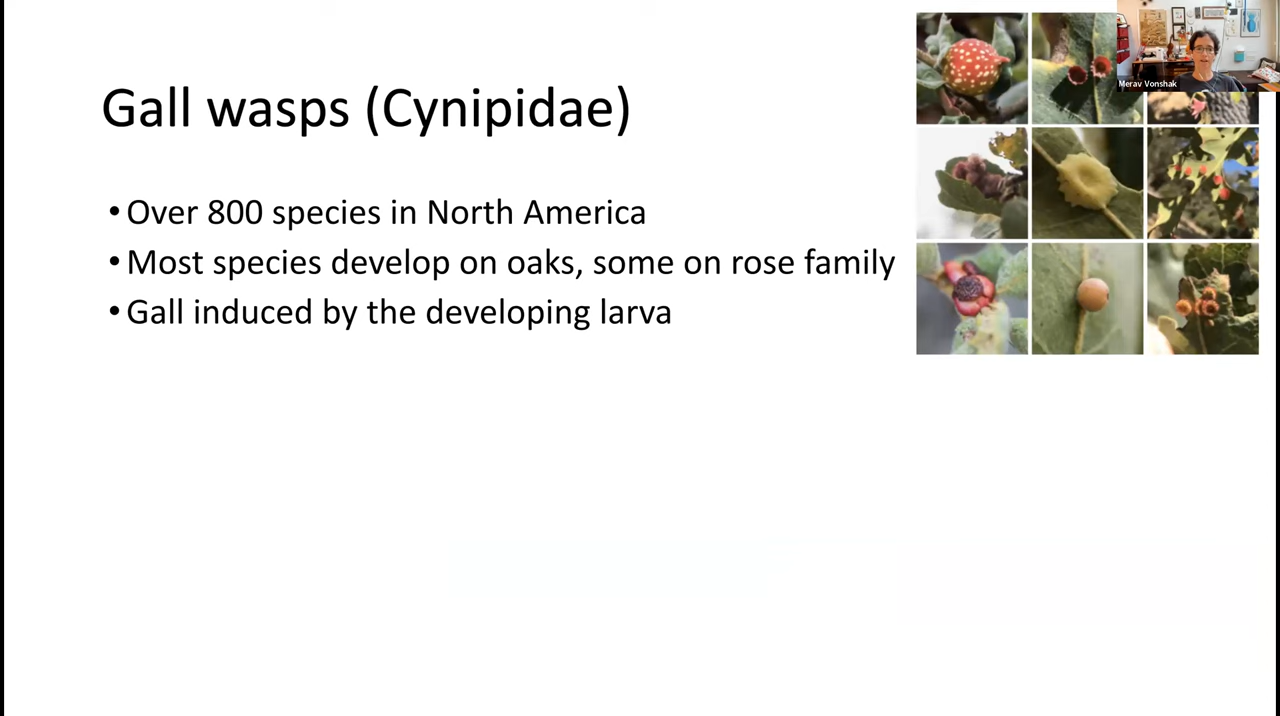 Gall wasps (Cynipidae)
• Over 800 species in North America
• Most species develop on oaks, some on rose family
• Gall induced by the developing larva
Merav Vonshak